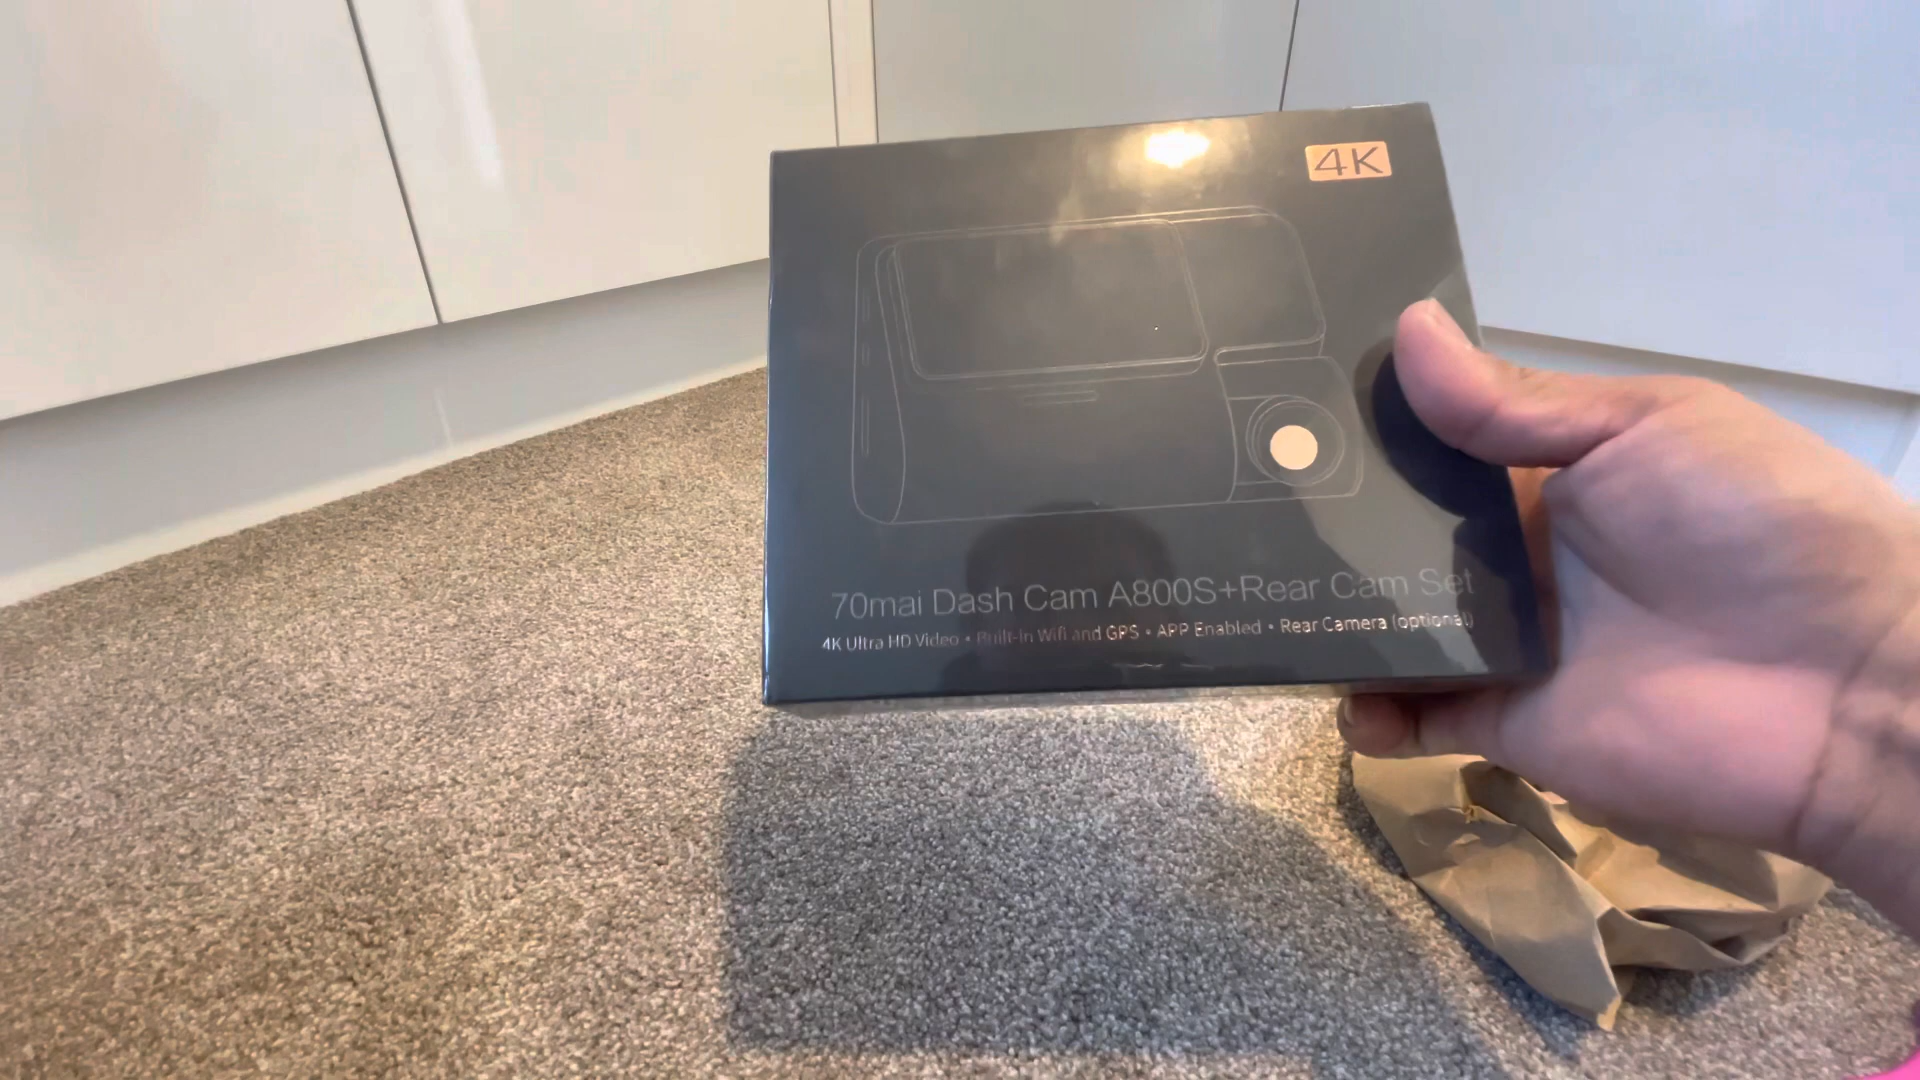 4K
70mai Dash Cam A800S+Rear Cam Set
4K Ultra HD Video • Built-in Wifi and GPS • APP Enabled • Rear Camera (optional)